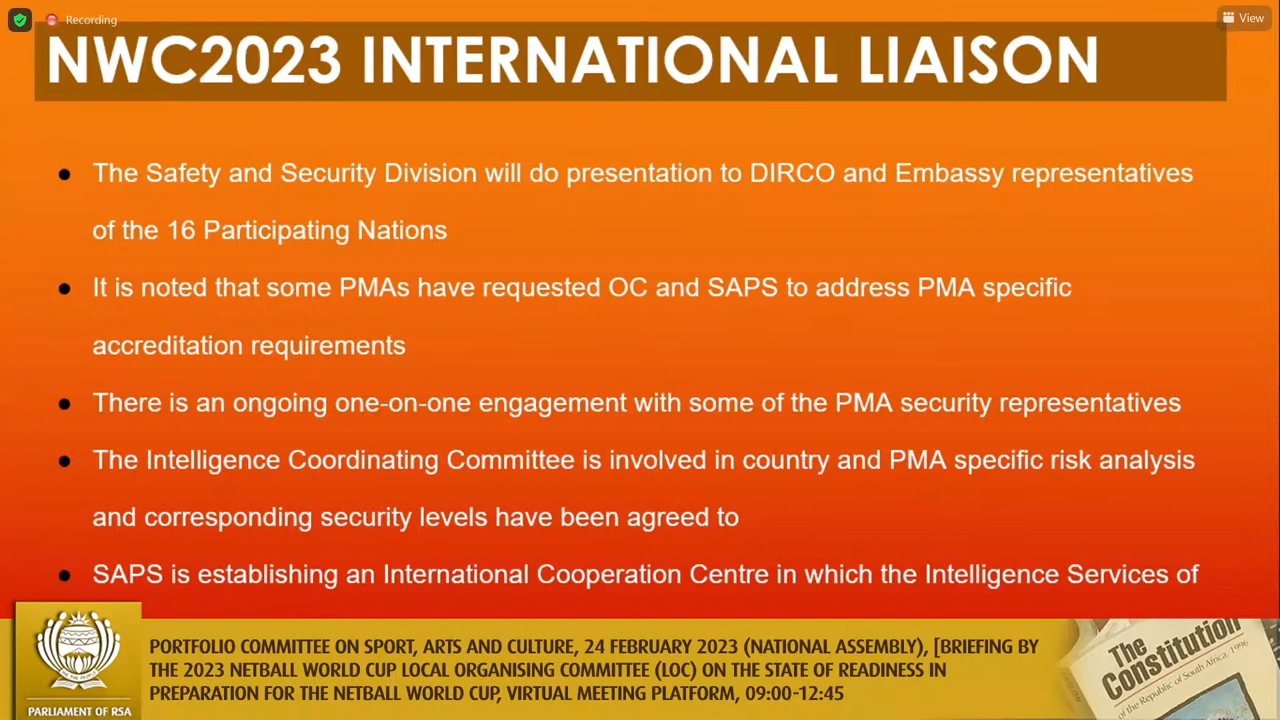 Recording
View
NWC2023 INTERNATIONAL LIAISON
● The Safety and Security Division will do presentation to DIRCO and Embassy representatives
of the 16 Participating Nations
● It is noted that some PMAs have requested OC and SAPS to address PMA specific
accreditation requirements
● There is an ongoing one-on-one engagement with some of the PMA security representatives
● The Intelligence Coordinating Committee is involved in country and PMA specific risk analysis
and corresponding security levels have been agreed to
● SAPS is establishing an International Cooperation Centre in which the Intelligence Services of
PARLIAMENT OF RSA
PORTFOLIO COMMITTEE ON SPORT, ARTS AND CULTURE, 24 FEBRUARY 2023 (NATIONAL ASSEMBLY), [BRIEFING BY
THE 2023 NETBALL WORLD CUP LOCAL ORGANISING COMMITTEE (LOC) ON THE STATE OF READINESS IN
PREPARATION FOR THE NETBALL WORLD CUP, VIRTUAL MEETING PLATFORM, 09:00-12:45
The
Constitution
of the Republic of South Africa, 1996